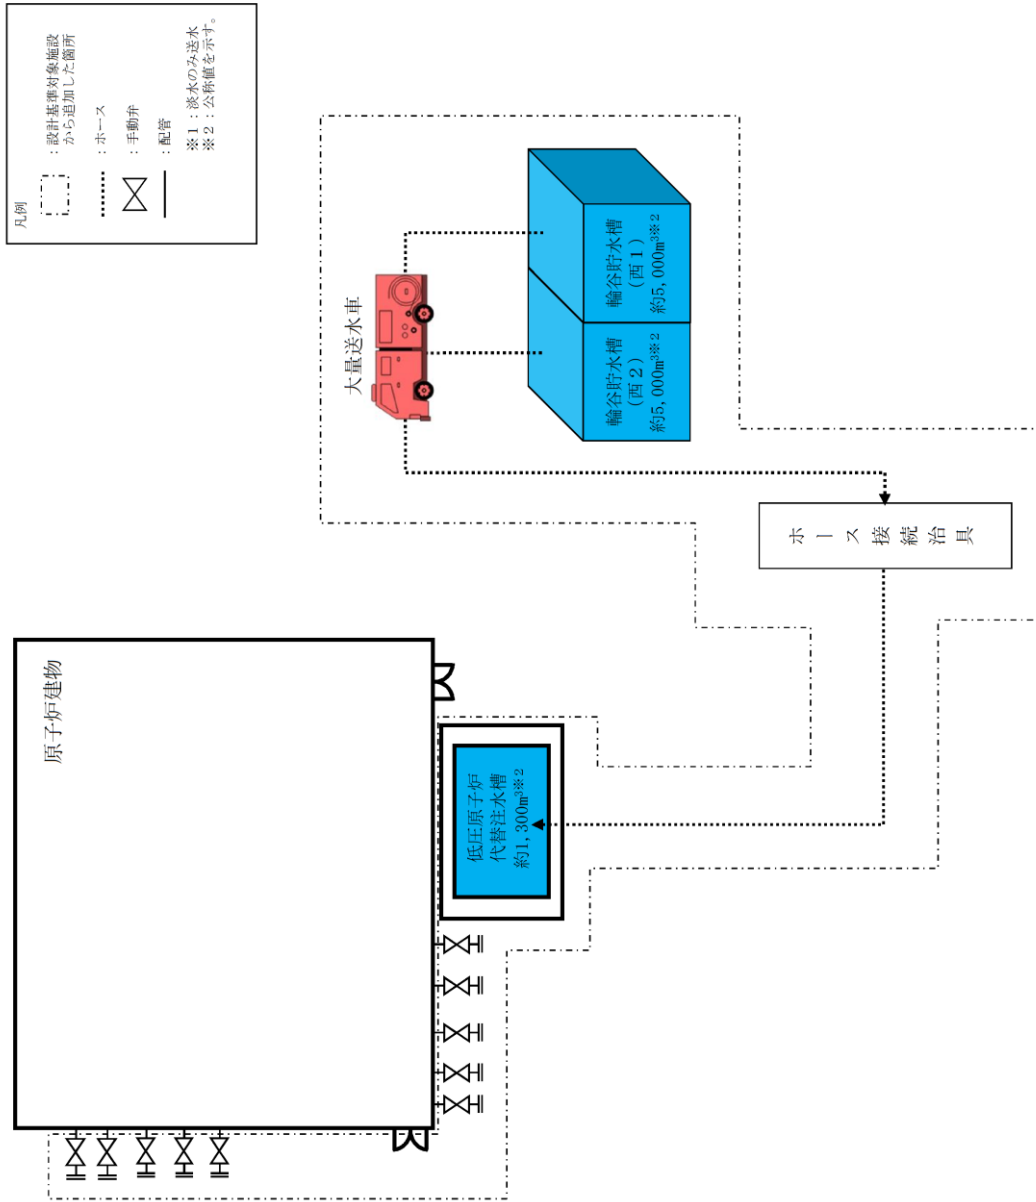 凡例
：設計基準対象施設
から追加した箇所
：ホース
：手動弁
：配管
※1：淡水のみ送水
※2：公称値を示す。
原子炉建物
大量送水車
輪谷貯水槽
（西2）
約5,000m³※2
輪谷貯水槽
（西1）
約5,000m³※2
低圧原子炉
代替注水槽
約1,300m³※2
ホース接続治具